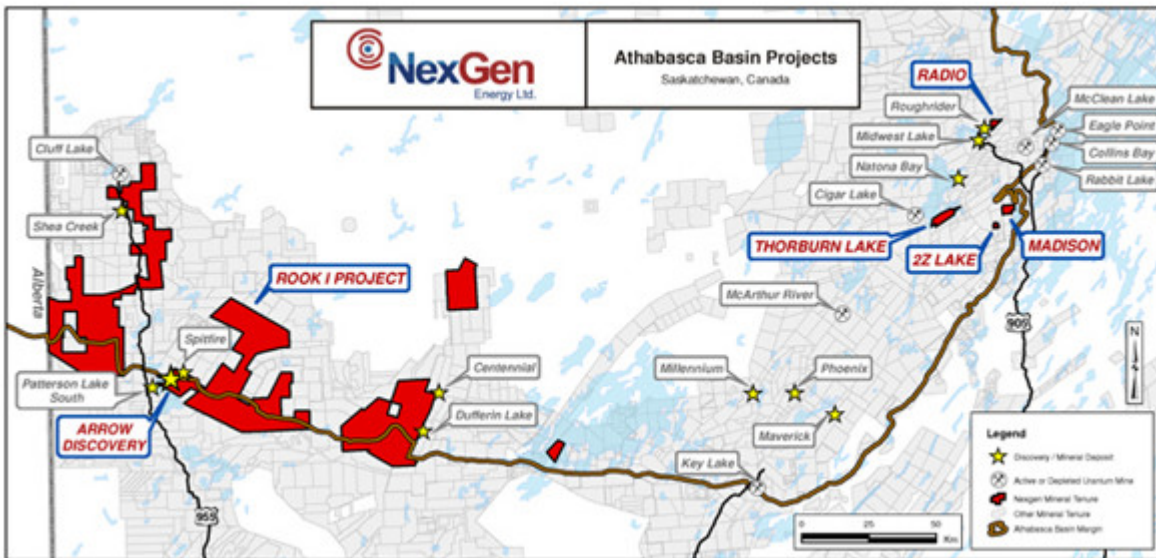 NexGen
Energy Ltd.
Athabasca Basin Projects
Saskatchewan, Canada
RADIO
Roughrider
McClean Lake
Midwest Lake
Eagle Point
Collins Bay
Natona Bay
Rabbit Lake
Cluff Lake
Cigar Lake
Shea Creek
THORBURN LAKE
2Z LAKE
MADISON
Alberta
ROOK I PROJECT
McArthur River
905
N
Spitfire
Patterson Lake
South
Centennial
Millennium
Phoenix
ARROW
DISCOVERY
Dufferin Lake
Maverick
Key Lake
955
Legend
Discovery / Mineral Deposit
Active or Depleted Uranium Mine
Nexgen Mineral Tenure
Other Mineral Tenure
Athabasca Basin Margin
0 25 50
Km